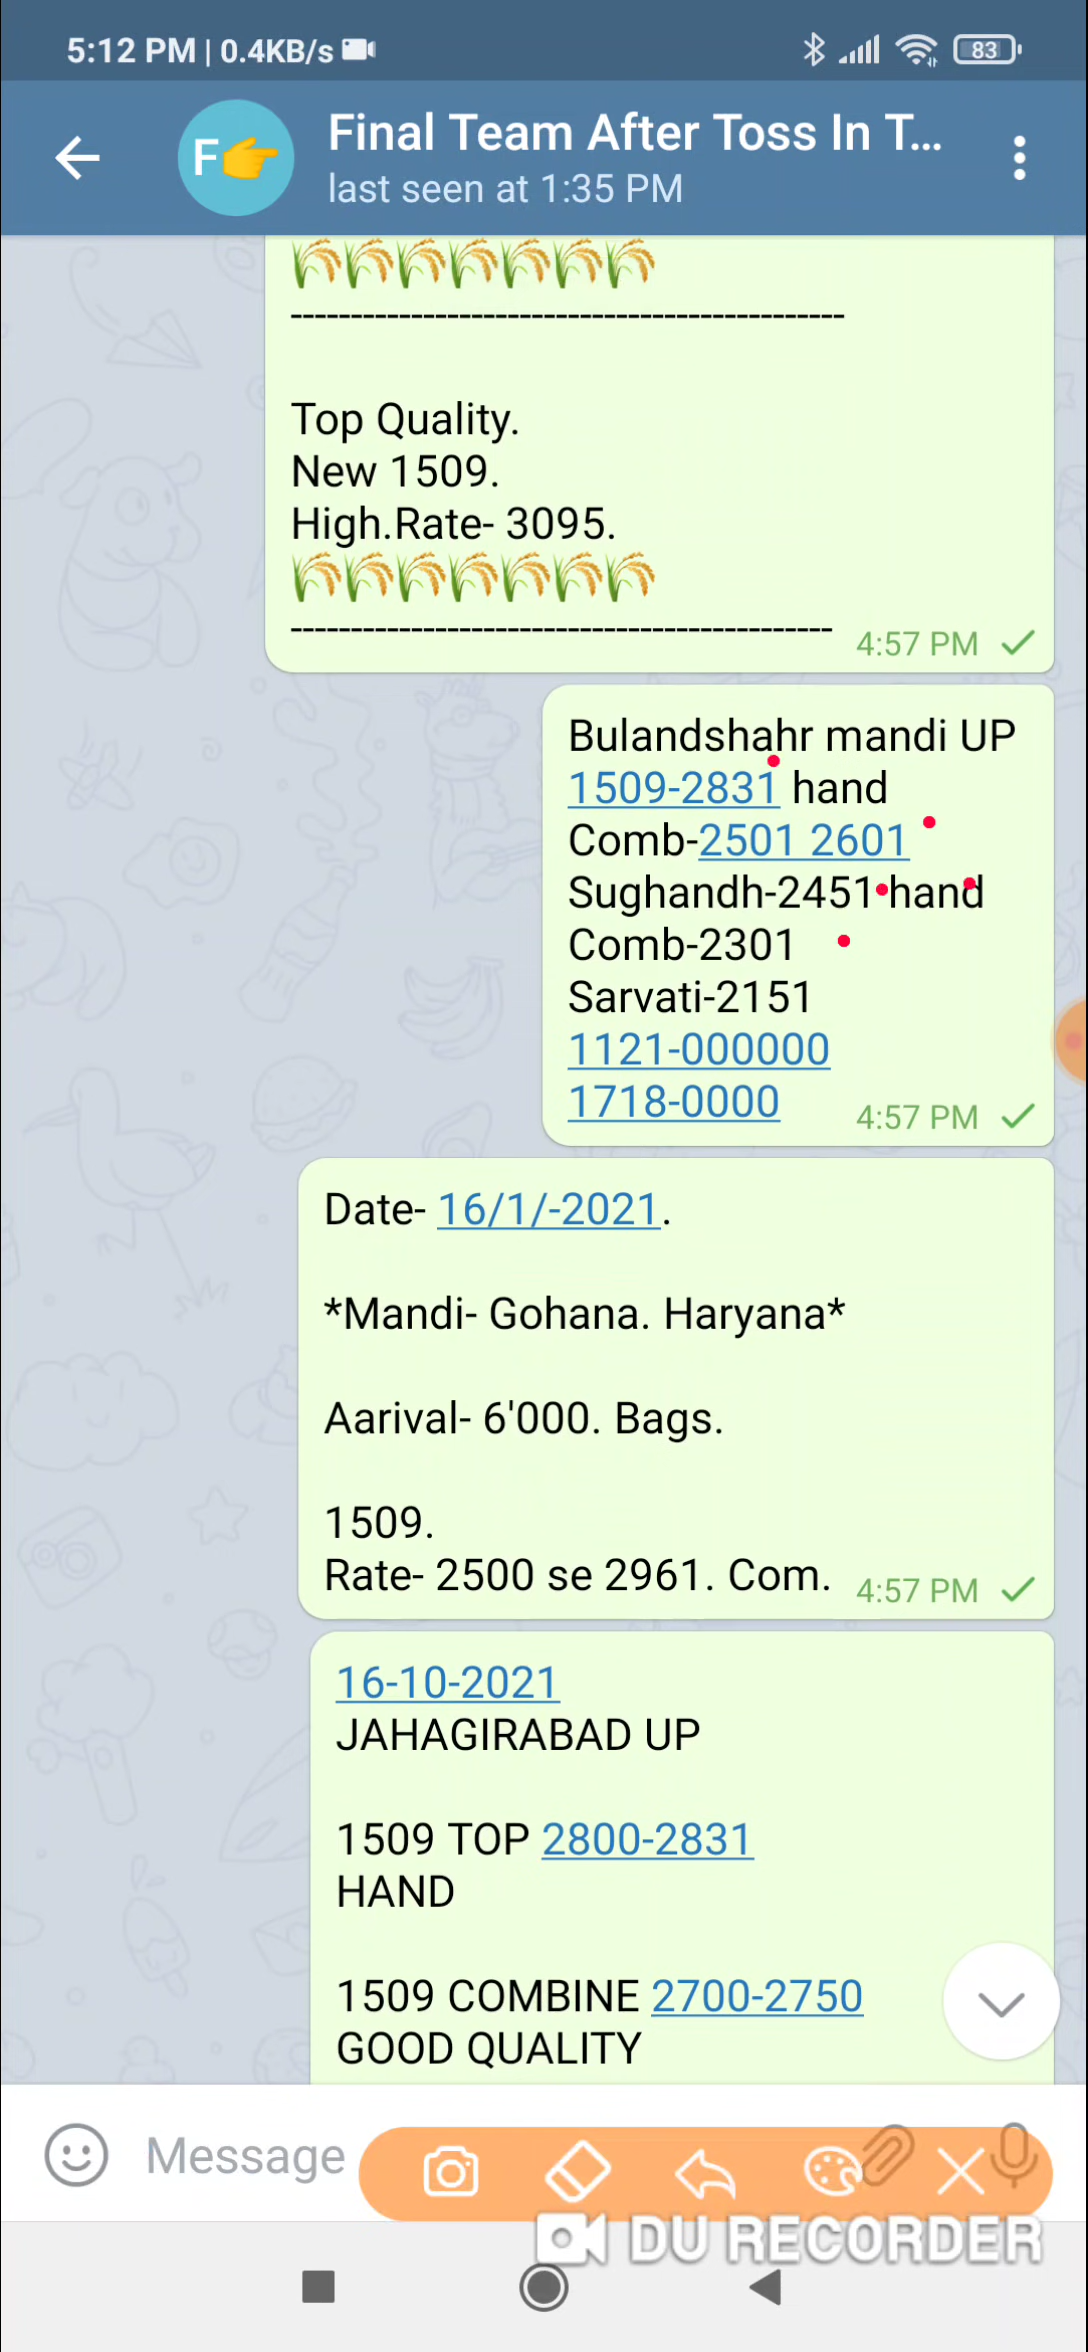 5:12 PM | 0.4KB/s
83
F👉
Final Team After Toss In T...
last seen at 1:35 PM
🌾🌾🌾🌾🌾🌾🌾
----------------------------------------------
Top Quality.
New 1509.
High.Rate- 3095.
🌾🌾🌾🌾🌾🌾🌾
---------------------------------------------
4:57 PM
Bulandshahr mandi UP
1509-2831 hand
Comb-2501 2601
Sughandh-2451 hand
Comb-2301
Sarvati-2151
1121-000000
1718-0000
4:57 PM
Date- 16/1/-2021.
*Mandi- Gohana. Haryana*
Aarival- 6'000. Bags.
1509.
Rate- 2500 se 2961. Com.
4:57 PM
16-10-2021
JAHAGIRABAD UP
1509 TOP 2800-2831
HAND
1509 COMBINE 2700-2750
GOOD QUALITY
Message
DU RECORDER